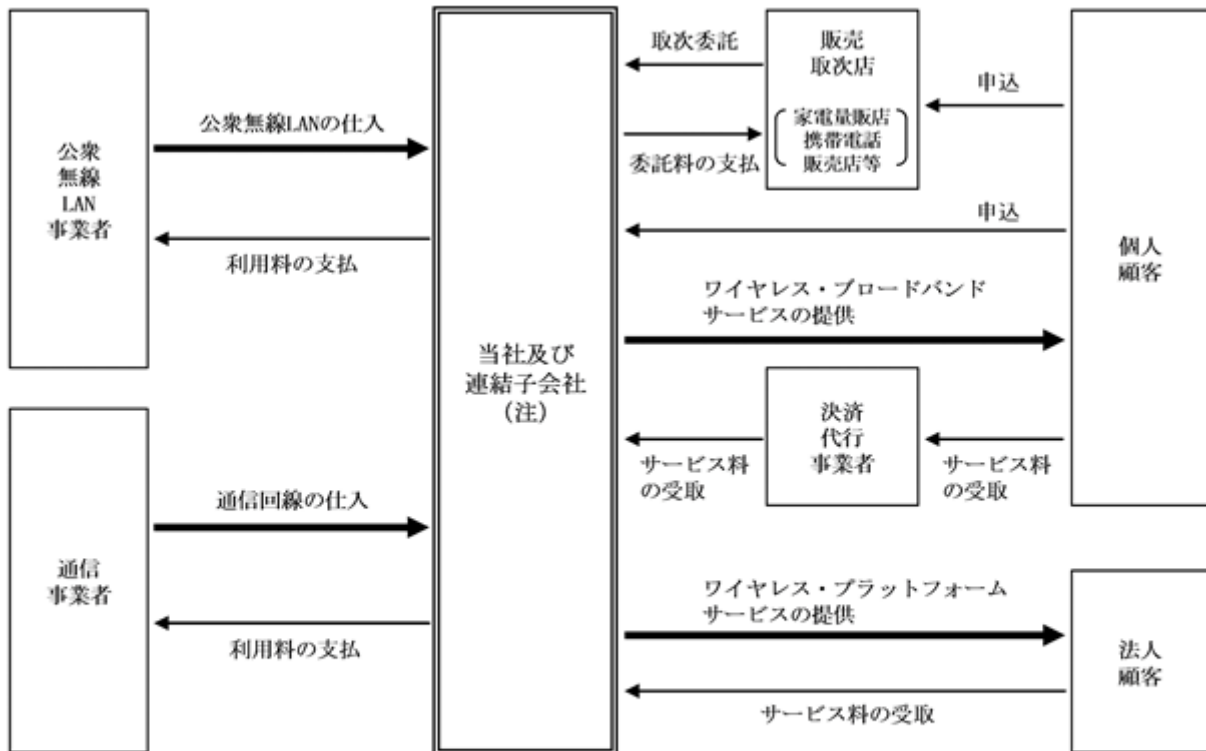 公衆
無線
LAN
事業者
公衆無線LANの仕入
利用料の支払
通信
事業者
通信回線の仕入
利用料の支払
当社及び
連結子会社
(注)
取次委託
委託料の支払
販売
取次店
家電量販店
携帯電話
販売店等
申込
申込
ワイヤレス・ブロードバンド
サービスの提供
サービス料
の受取
決済
代行
事業者
サービス料
の受取
個人
顧客
ワイヤレス・プラットフォーム
サービスの提供
サービス料の受取
法人
顧客